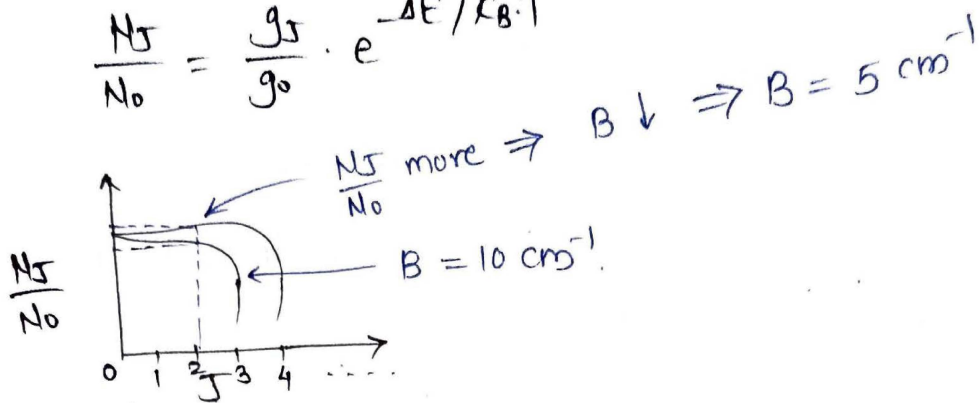 NJ/N0 = gJ/g0 · e^-ΔE/KB·T
NJ/N0 more ⇒ B ↓ ⇒ B = 5 cm^-1
B = 10 cm^-1.
NJ/N0
0 1 2 3 4 .....
J